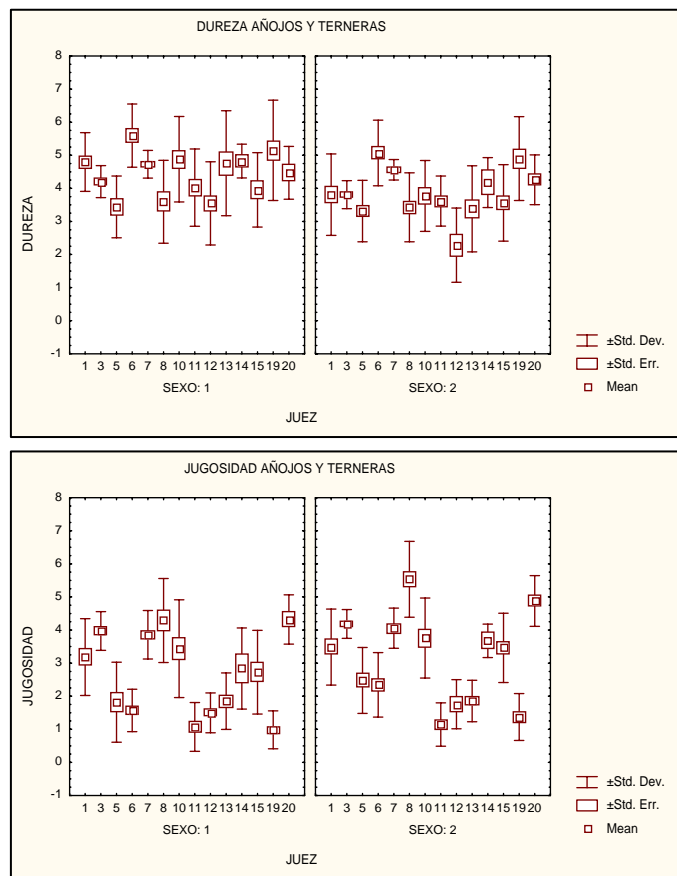 DUREZA AÑOJOS Y TERNERAS
DUREZA
8
7
6
5
4
3
2
1
0
-1
1 3 5 6 7 8 10 11 12 13 14 15 19 20
SEXO: 1
1 3 5 6 7 8 10 11 12 13 14 15 19 20
SEXO: 2
JUEZ
±Std. Dev.
±Std. Err.
Mean
JUGOSIDAD AÑOJOS Y TERNERAS
JUGOSIDAD
8
7
6
5
4
3
2
1
0
-1
1 3 5 6 7 8 10 11 12 13 14 15 19 20
SEXO: 1
1 3 5 6 7 8 10 11 12 13 14 15 19 20
SEXO: 2
JUEZ
±Std. Dev.
±Std. Err.
Mean